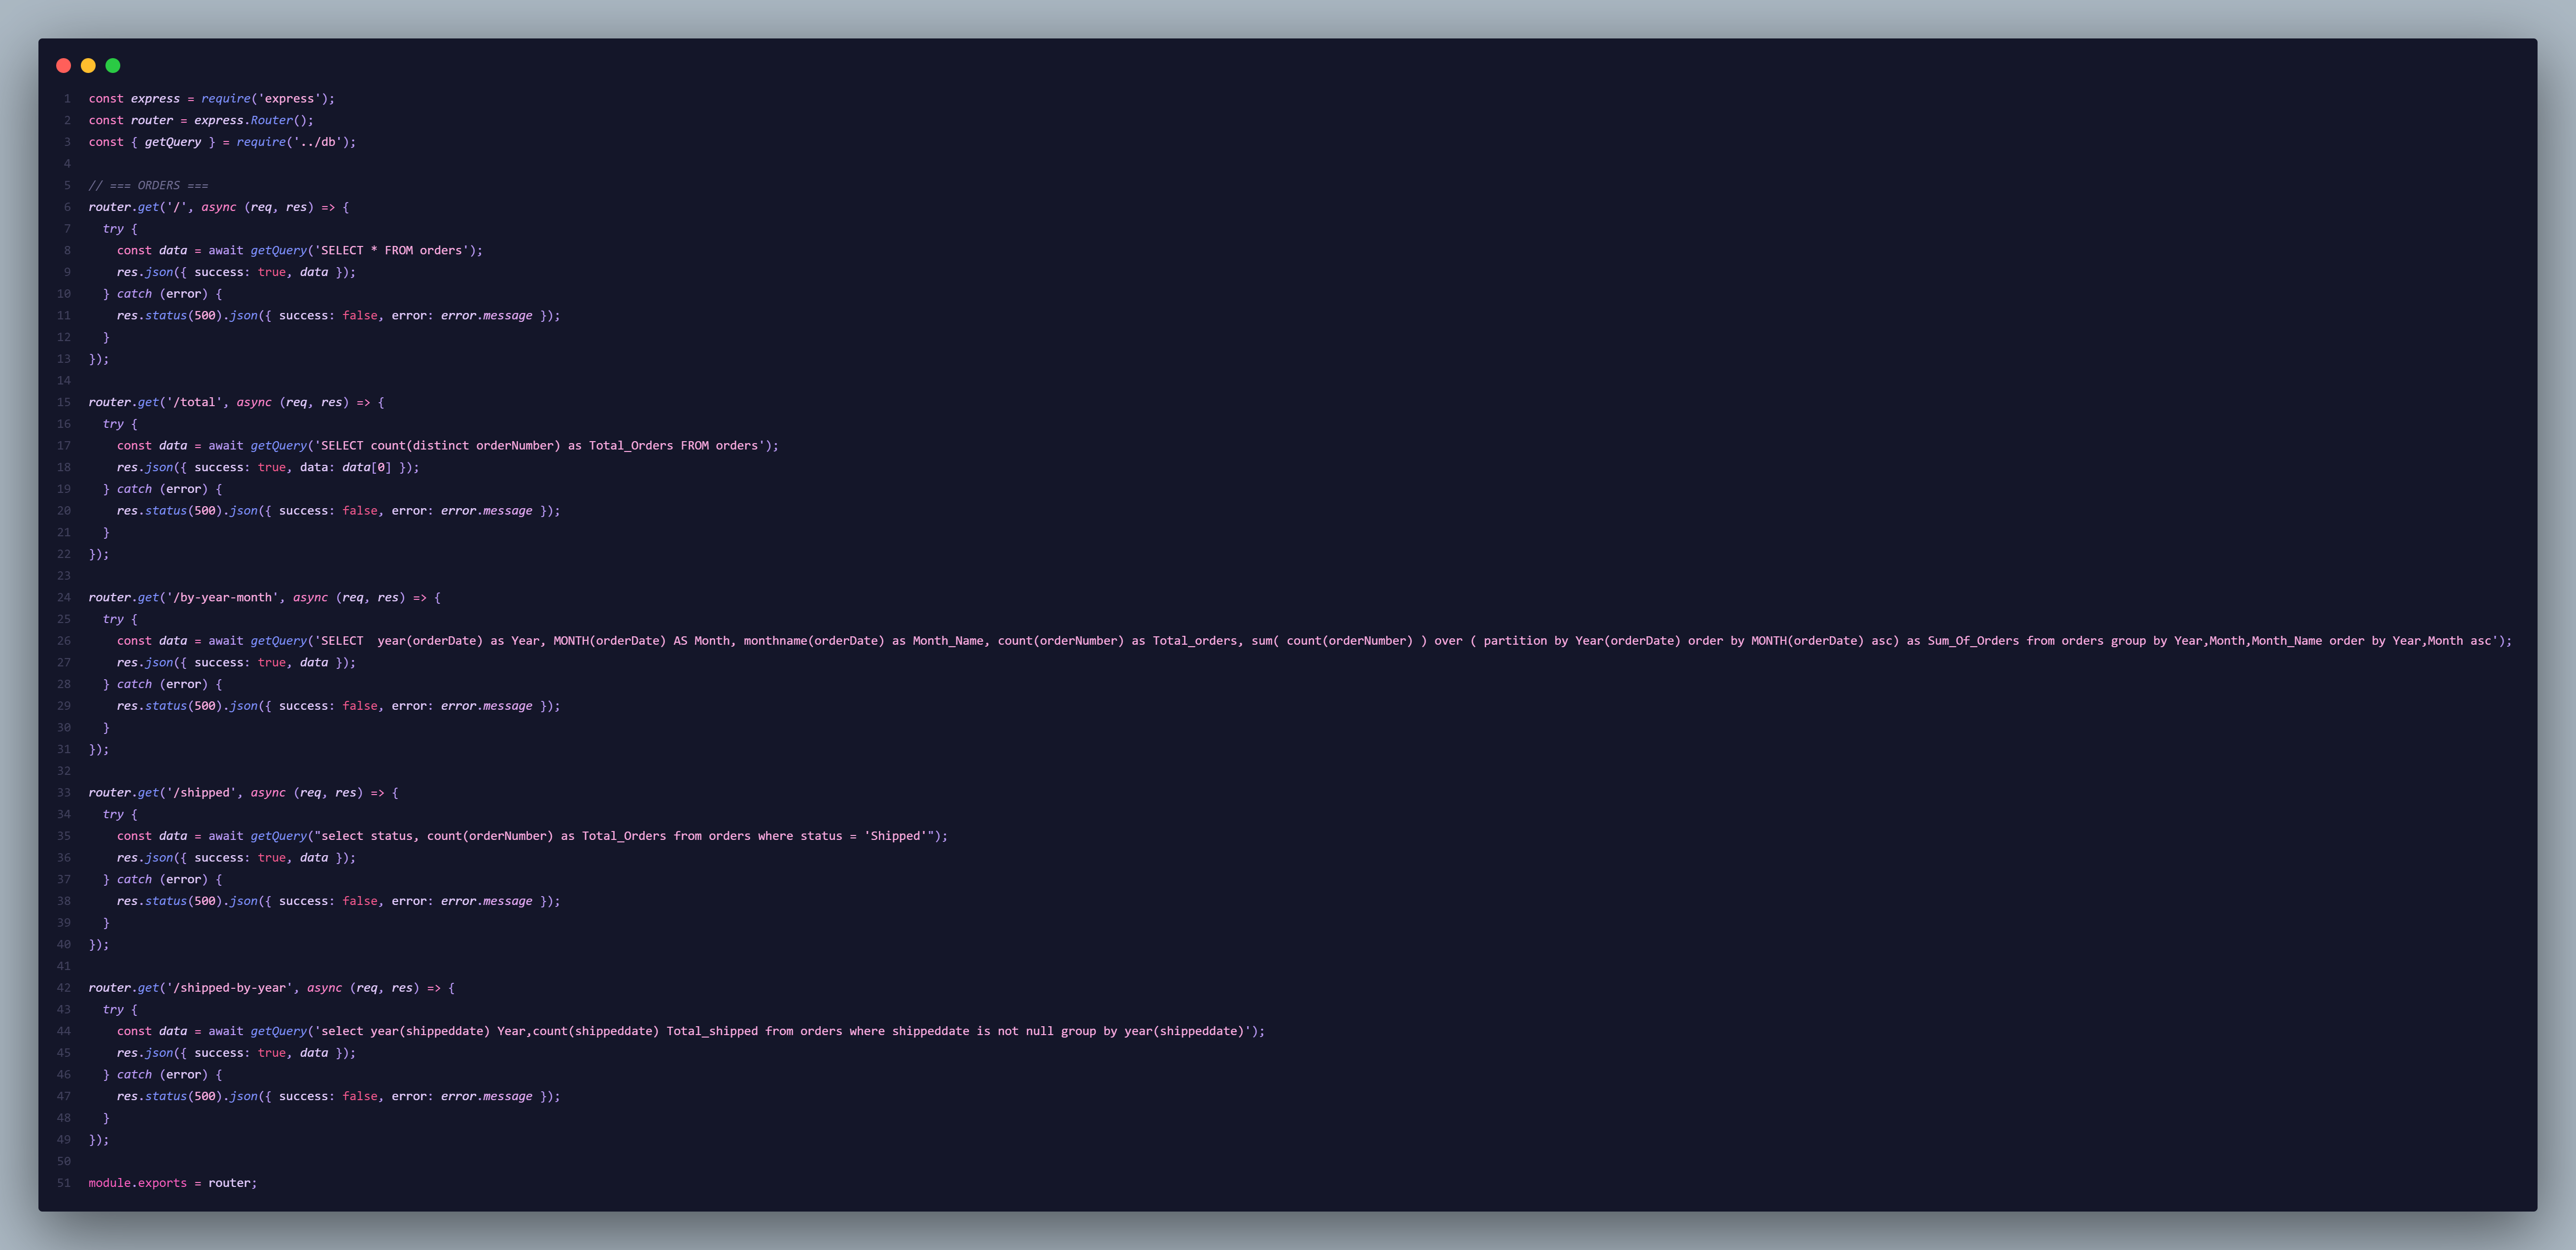 1 const express = require('express');
2 const router = express.Router();
3 const { getQuery } = require('../db');
4
5 // === ORDERS ===
6 router.get('/', async (req, res) => {
7   try {
8     const data = await getQuery('SELECT * FROM orders');
9     res.json({ success: true, data });
10   } catch (error) {
11     res.status(500).json({ success: false, error: error.message });
12   }
13 });
14
15 router.get('/total', async (req, res) => {
16   try {
17     const data = await getQuery('SELECT count(distinct orderNumber) as Total_Orders FROM orders');
18     res.json({ success: true, data: data[0] });
19   } catch (error) {
20     res.status(500).json({ success: false, error: error.message });
21   }
22 });
23
24 router.get('/by-year-month', async (req, res) => {
25   try {
26     const data = await getQuery('SELECT  year(orderDate) as Year, MONTH(orderDate) AS Month, monthname(orderDate) as Month_Name, count(orderNumber) as Total_orders, sum( count(orderNumber) ) over ( partition by Year(orderDate) order by MONTH(orderDate) asc) as Sum_Of_Orders from orders group by Year,Month,Month_Name order by Year,Month asc');
27     res.json({ success: true, data });
28   } catch (error) {
29     res.status(500).json({ success: false, error: error.message });
30   }
31 });
32
33 router.get('/shipped', async (req, res) => {
34   try {
35     const data = await getQuery("select status, count(orderNumber) as Total_Orders from orders where status = 'Shipped'");
36     res.json({ success: true, data });
37   } catch (error) {
38     res.status(500).json({ success: false, error: error.message });
39   }
40 });
41
42 router.get('/shipped-by-year', async (req, res) => {
43   try {
44     const data = await getQuery('select year(shippeddate) Year,count(shippeddate) Total_shipped from orders where shippeddate is not null group by year(shippeddate)');
45     res.json({ success: true, data });
46   } catch (error) {
47     res.status(500).json({ success: false, error: error.message });
48   }
49 });
50
51 module.exports = router;